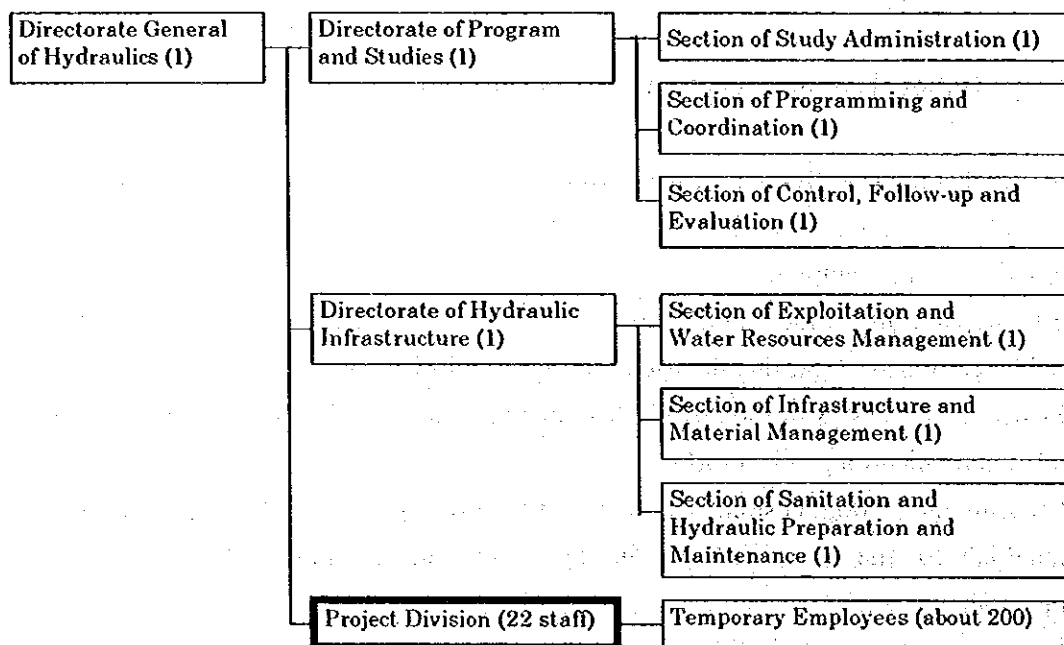 Directorate General
of Hydraulics (1)
Directorate of Program
and Studies (1)
Section of Study Administration (1)
Section of Programming and
Coordination (1)
Section of Control, Follow-up and
Evaluation (1)
Directorate of Hydraulic
Infrastructure (1)
Section of Exploitation and
Water Resources Management (1)
Section of Infrastructure and
Material Management (1)
Section of Sanitation and
Hydraulic Preparation and
Maintenance (1)
Project Division (22 staff)
Temporary Employees (about 200)